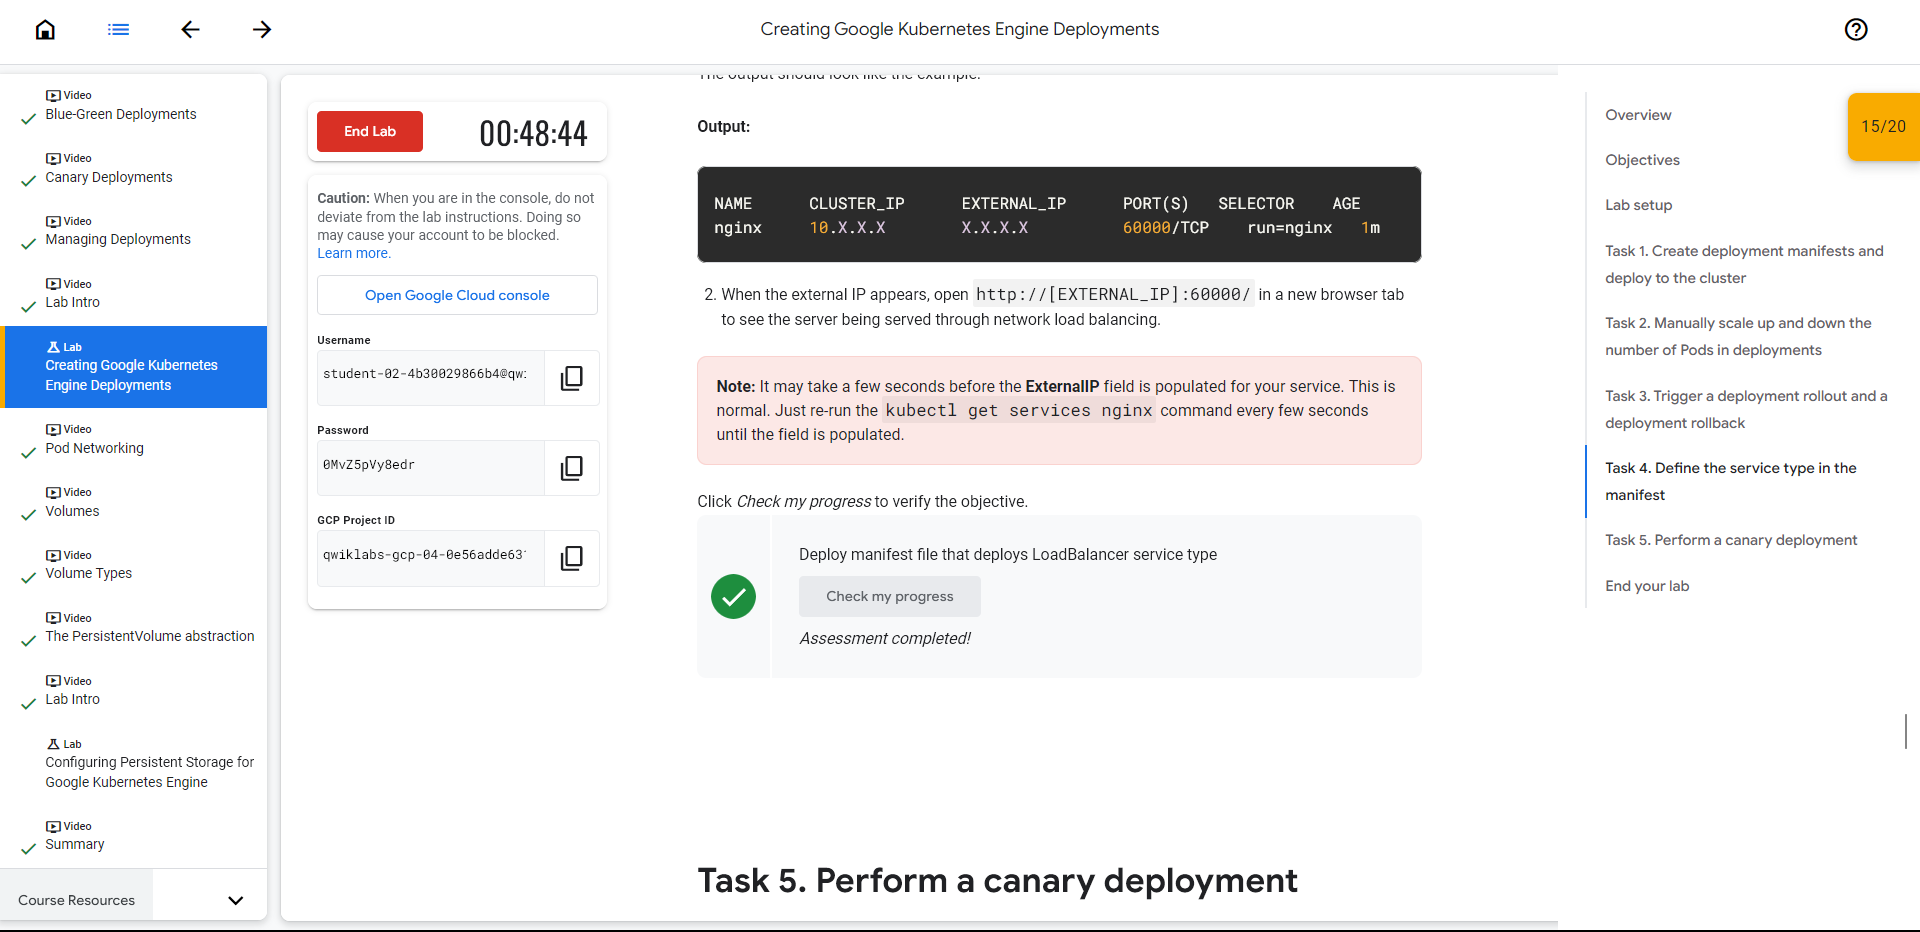 Creating Google Kubernetes Engine Deployments
Video
Blue-Green Deployments
Video
Canary Deployments
Video
Managing Deployments
Video
Lab Intro
Lab
Creating Google Kubernetes
Engine Deployments
Video
Pod Networking
Video
Volumes
Video
Volume Types
Video
The PersistentVolume abstraction
Video
Lab Intro
Lab
Configuring Persistent Storage for
Google Kubernetes Engine
Video
Summary
Course Resources
End Lab
00:48:44
Caution: When you are in the console, do not
deviate from the lab instructions. Doing so
may cause your account to be blocked.
Learn more.
Open Google Cloud console
Username
student-02-4b30029866b4@qw
Password
0MvZ5pVy8edr
GCP Project ID
qwiklabs-gcp-04-0e56adde63
The output should look like the example.
Output:
NAME CLUSTER_IP EXTERNAL_IP PORT(S) SELECTOR AGE
nginx 10.X.X.X X.X.X.X 60000/TCP run=nginx 1m
2. When the external IP appears, open http://[EXTERNAL_IP]:60000/ in a new browser tab
to see the server being served through network load balancing.
Note: It may take a few seconds before the ExternalIP field is populated for your service. This is
normal. Just re-run the kubectl get services nginx command every few seconds
until the field is populated.
Click Check my progress to verify the objective.
Deploy manifest file that deploys LoadBalancer service type
Check my progress
Assessment completed!
Task 5. Perform a canary deployment
Overview
Objectives
Lab setup
Task 1. Create deployment manifests and
deploy to the cluster
Task 2. Manually scale up and down the
number of Pods in deployments
Task 3. Trigger a deployment rollout and a
deployment rollback
Task 4. Define the service type in the
manifest
Task 5. Perform a canary deployment
End your lab
15/20